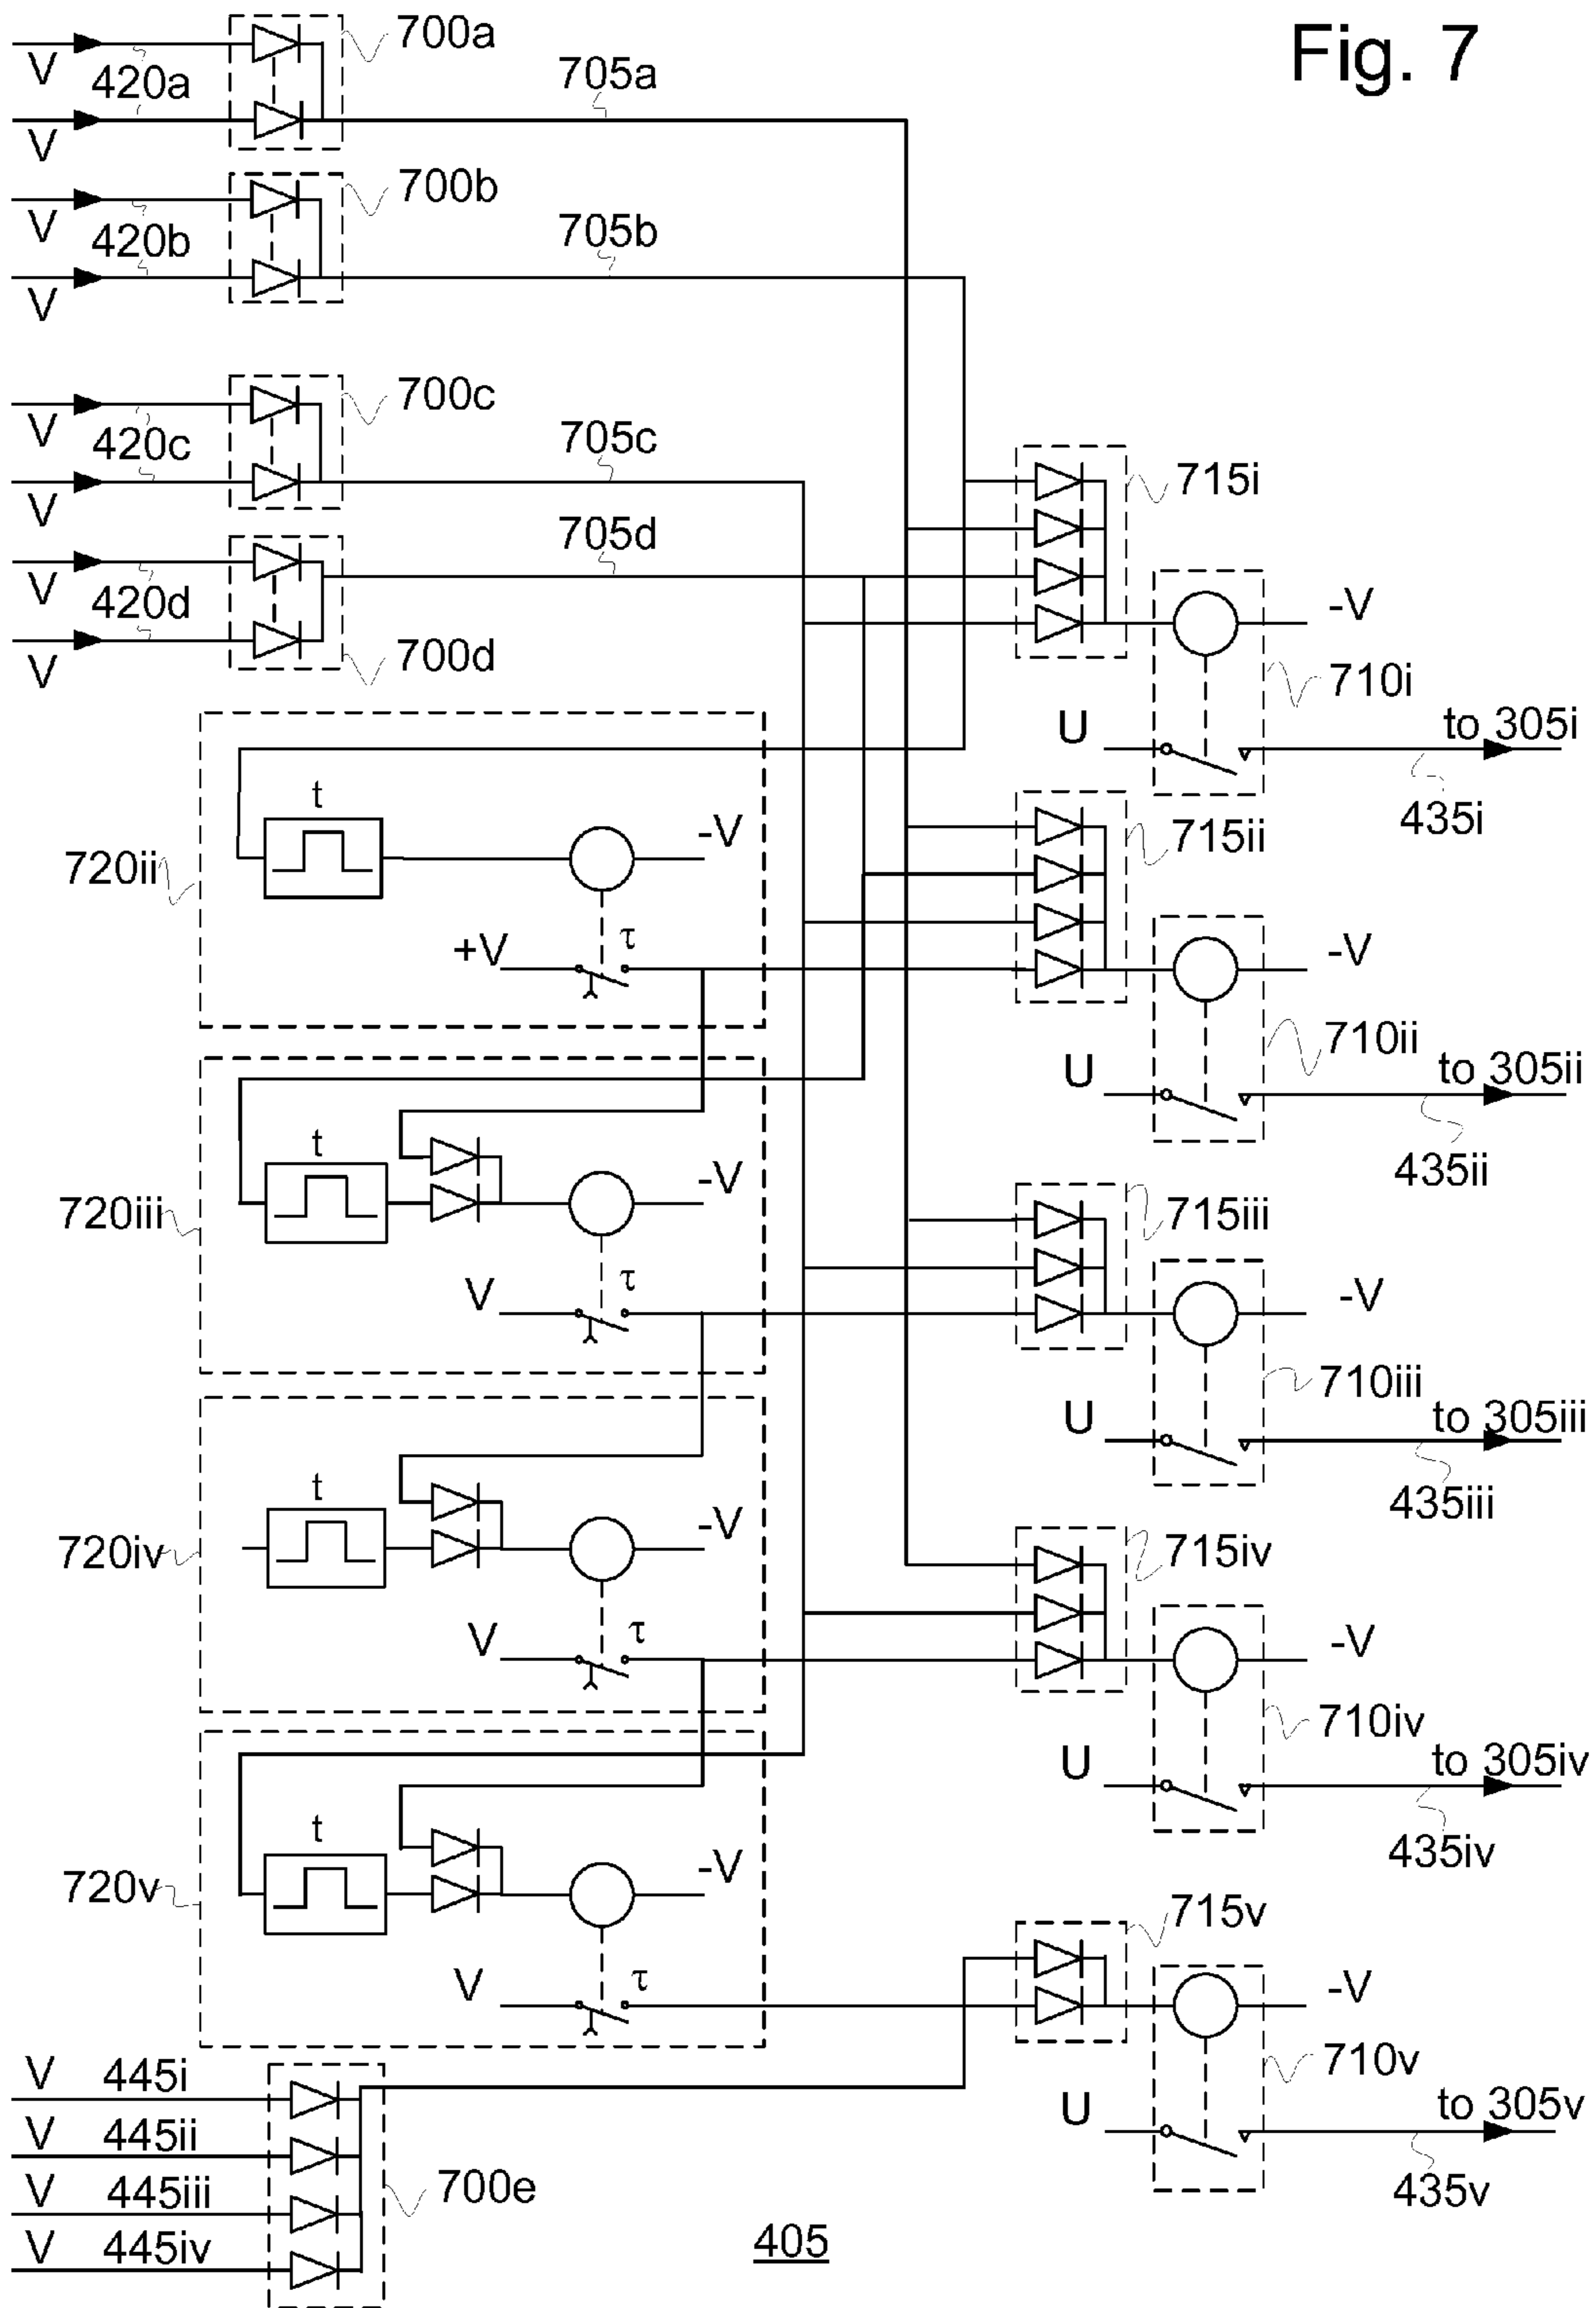 Fig. 7
V
420a
V
700a
705a
V
420b
V
700b
705b
V
420c
V
700c
705c
V
420d
V
700d
705d
715i
-V
710i
U
to 305i
435i
720ii
t
-V
+V
τ
715ii
-V
710ii
U
to 305ii
435ii
720iii
t
-V
V
τ
715iii
-V
710iii
U
to 305iii
435iii
720iv
t
-V
V
τ
715iv
-V
710iv
U
to 305iv
435iv
720v
t
-V
V
τ
715v
-V
710v
U
to 305v
435v
V 445i
V 445ii
V 445iii
V 445iv
700e
405